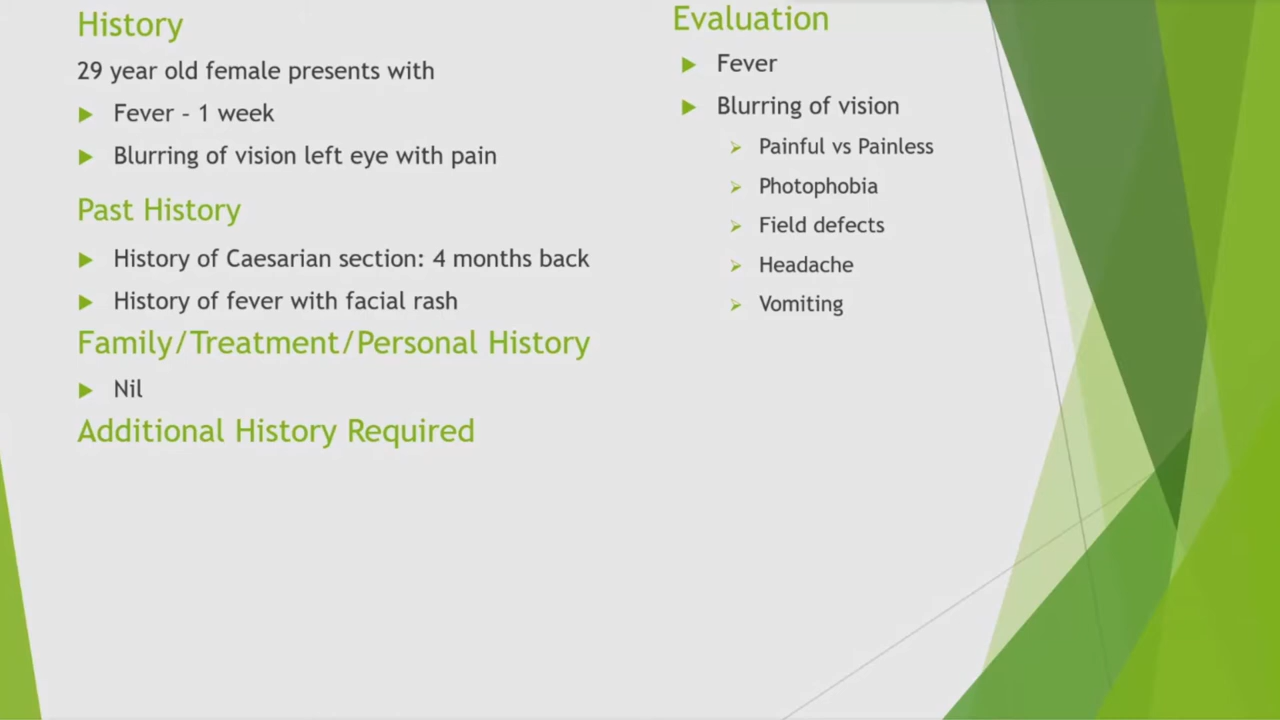 History
29 year old female presents with
Fever - 1 week
Blurring of vision left eye with pain
Past History
History of Caesarian section: 4 months back
History of fever with facial rash
Family/Treatment/Personal History
Nil
Additional History Required
Evaluation
Fever
Blurring of vision
Painful vs Painless
Photophobia
Field defects
Headache
Vomiting